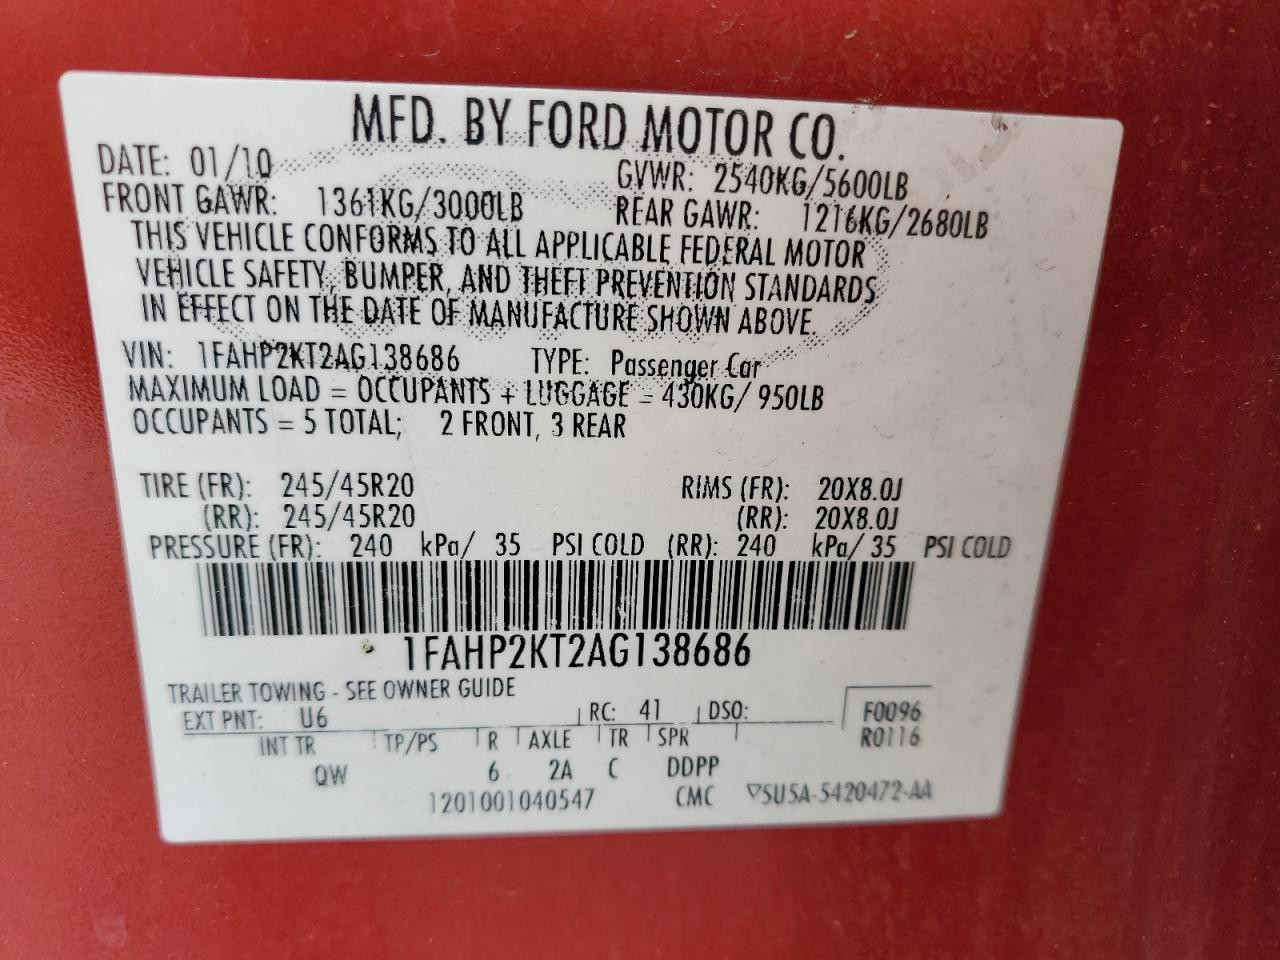 MFD. BY FORD MOTOR CO.
DATE: 01/10 GVWR: 2540KG/5600LB
FRONT GAWR: 1361KG/3000LB REAR GAWR: 1216KG/2680LB
THIS VEHICLE CONFORMS TO ALL APPLICABLE FEDERAL MOTOR
VEHICLE SAFETY, BUMPER, AND THEFT PREVENTION STANDARDS
IN EFFECT ON THE DATE OF MANUFACTURE SHOWN ABOVE.
VIN: 1FAHP2KT2AG138686 TYPE: Passenger Car
MAXIMUM LOAD = OCCUPANTS + LUGGAGE = 430KG/ 950LB
OCCUPANTS = 5 TOTAL; 2 FRONT, 3 REAR
TIRE (FR): 245/45R20 RIMS (FR): 20X8.0J
(RR): 245/45R20 (RR): 20X8.0J
PRESSURE (FR): 240 kPa/ 35 PSI COLD (RR): 240 kPa/ 35 PSI COLD
1FAHP2KT2AG138686
TRAILER TOWING - SEE OWNER GUIDE
EXT PNT: U6 RC: 41 DSO: F0096
INT TR TP/PS R AXLE TR SPR R0116
QW 6 2A C DDPP
1201001040547 CMC ▽5U5A-5420472-AA